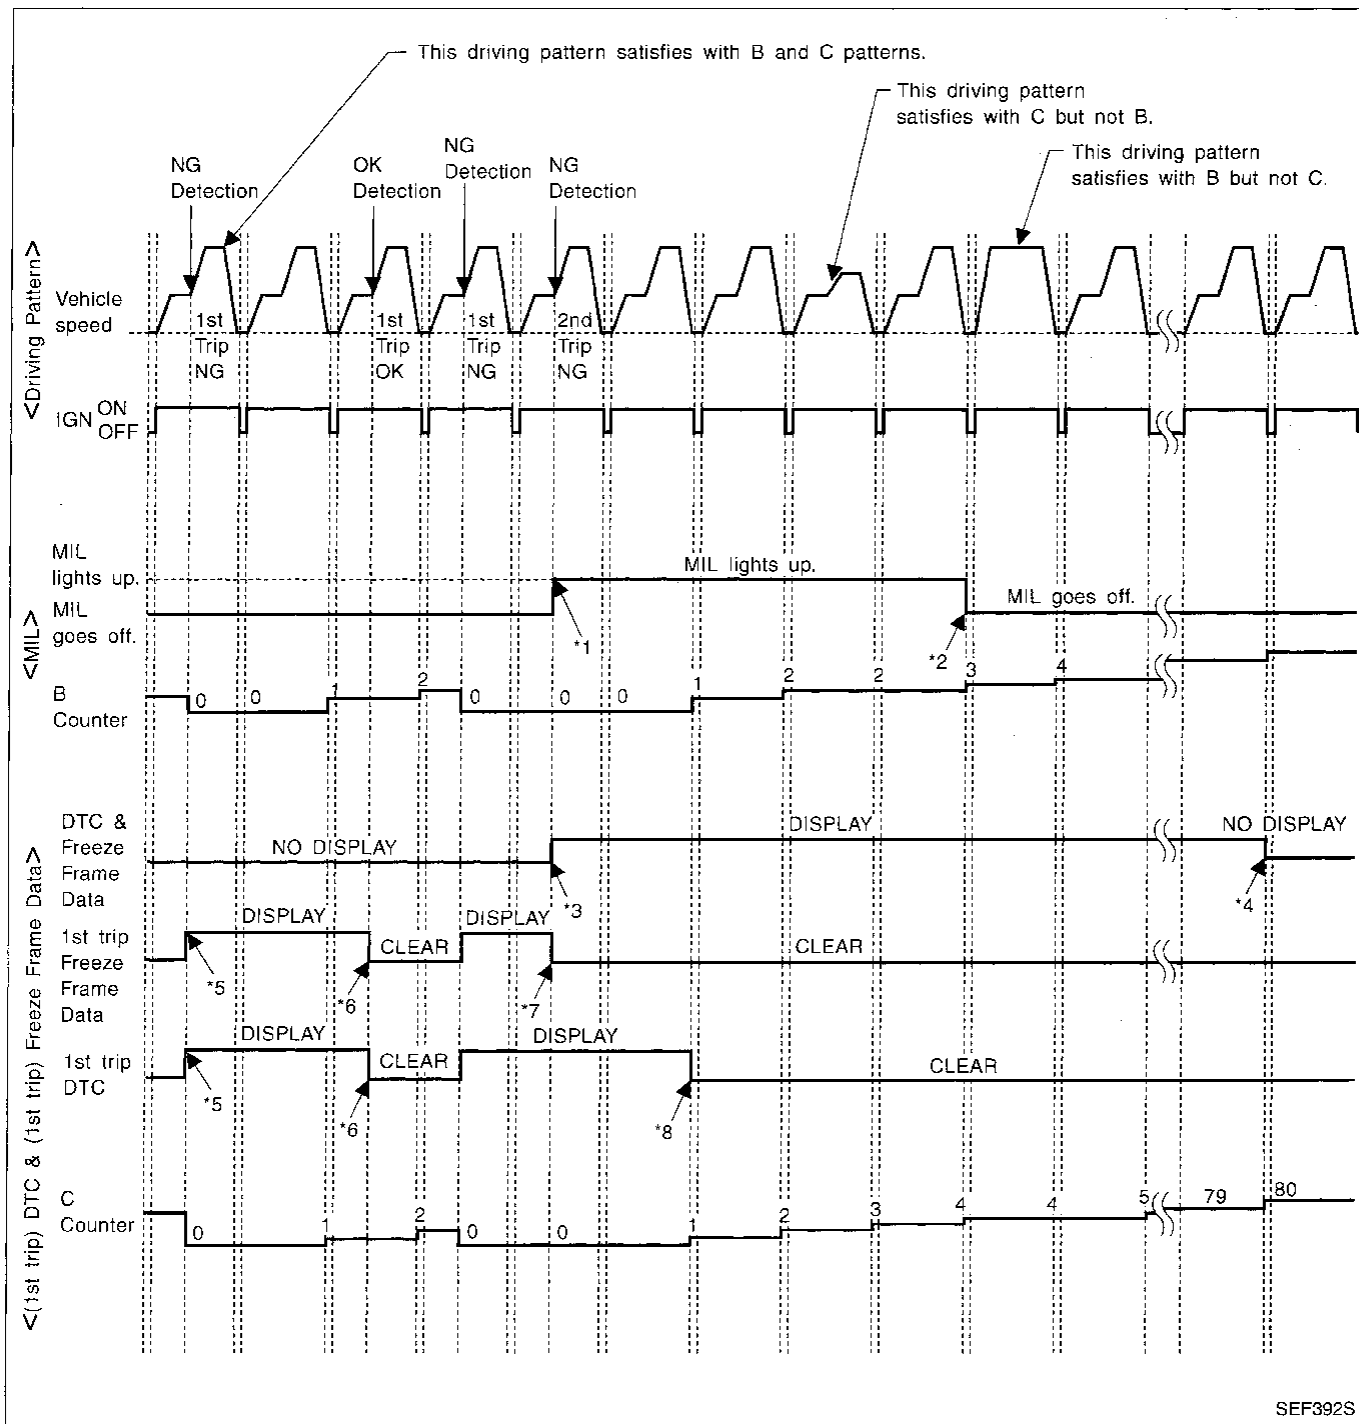 This driving pattern satisfies with B and C patterns.
This driving pattern
satisfies with C but not B.
This driving pattern
satisfies with B but not C.
NG
Detection
OK
Detection
NG
Detection
NG
Detection
<Driving Pattern>
Vehicle
speed
1st
Trip
NG
1st
Trip
OK
1st
Trip
NG
2nd
Trip
NG
IGN ON
OFF
<MIL>
MIL
lights up.
MIL
goes off.
MIL lights up.
MIL goes off.
*1
*2
B
Counter
0 0 1 2 0 0 0 1 2 2 3 4
<(1st trip) DTC & (1st trip) Freeze Frame Data>
DTC &
Freeze
Frame
Data
NO DISPLAY
DISPLAY
NO DISPLAY
*3
*4
1st trip
Freeze
Frame
Data
DISPLAY
CLEAR
DISPLAY
CLEAR
*5
*6
*7
1st trip
DTC
DISPLAY
CLEAR
DISPLAY
CLEAR
*5
*6
*8
C
Counter
0 1 2 0 0 1 2 3 4 4 5 79 80
SEF392S